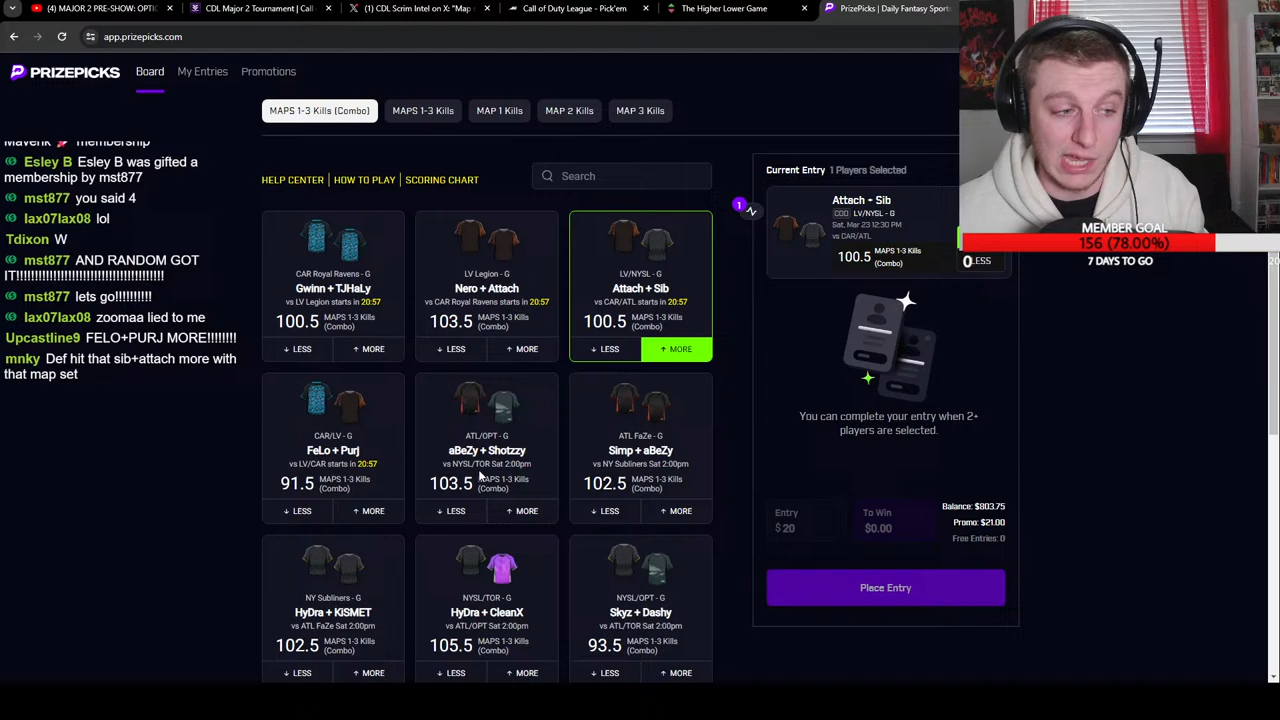 (4) MAJOR 2 PRE-SHOW: OPTIC
CDL Major 2 Tournament | Call
(1) CDL Scrim Intel on X: "Map
Call of Duty League - Pick'em
The Higher Lower Game
PrizePicks | Daily Fantasy Sports
app.prizepicks.com
PRIZEPICKS
Board
My Entries
Promotions
MAPS 1-3 Kills (Combo)
MAPS 1-3 Kills
MAP 1 Kills
MAP 2 Kills
MAP 3 Kills
HELP CENTER | HOW TO PLAY | SCORING CHART
Search
membership
Esley B Esley B was gifted a
membership by mst877
mst877 you said 4
lax07lax08 lol
Tdixon W
mst877 AND RANDOM GOT
IT!!!!!!!!!!!!!!!!!!!!!!!!!!!!!!!!!!!!!
mst877 lets go!!!!!!!!!!
lax07lax08 zoomaa lied to me
Upcastline9 FELO+PURJ MORE!!!!!!!!
mnky Def hit that sib+attach more with
that map set
CAR Royal Ravens - G
Gwinn + TJHaLy
vs LV Legion starts in 20:57
100.5 MAPS 1-3 Kills
(Combo)
↓ LESS ↑ MORE
LV Legion - G
Nero + Attach
vs CAR Royal Ravens starts in 20:57
103.5 MAPS 1-3 Kills
(Combo)
↓ LESS ↑ MORE
LV/NYSL - G
Attach + Sib
vs CAR/ATL starts in 20:57
100.5 MAPS 1-3 Kills
(Combo)
↓ LESS ↑ MORE
CAR/LV - G
FeLo + Purj
vs LV/CAR starts in 20:57
91.5 MAPS 1-3 Kills
(Combo)
↓ LESS ↑ MORE
ATL/OPT - G
aBeZy + Shotzzy
vs NYSL/TOR Sat 2:00pm
103.5 MAPS 1-3 Kills
(Combo)
↓ LESS ↑ MORE
ATL FaZe - G
Simp + aBeZy
vs NY Subliners Sat 2:00pm
102.5 MAPS 1-3 Kills
(Combo)
↓ LESS ↑ MORE
NY Subliners - G
HyDra + KiSMET
vs ATL FaZe Sat 2:00pm
102.5 MAPS 1-3 Kills
(Combo)
↓ LESS ↑ MORE
NYSL/TOR - G
HyDra + CleanX
vs ATL/OPT Sat 2:00pm
105.5 MAPS 1-3 Kills
(Combo)
↓ LESS ↑ MORE
NYSL/OPT - G
Skyz + Dashy
vs ATL/TOR Sat 2:00pm
93.5 MAPS 1-3 Kills
(Combo)
↓ LESS ↑ MORE
Current Entry 1 Players Selected
1
Attach + Sib
COD LV/NYSL - G
Sat, Mar 23 12:30 PM
vs CAR/ATL
100.5 MAPS 1-3 Kills
(Combo)
LESS
You can complete your entry when 2+
players are selected.
Entry
$ 20
To Win
$0.00
Balance: $803.75
Promo: $21.00
Free Entries: 0
Place Entry
MEMBER GOAL
156 (78.00%)
0
20
7 DAYS TO GO